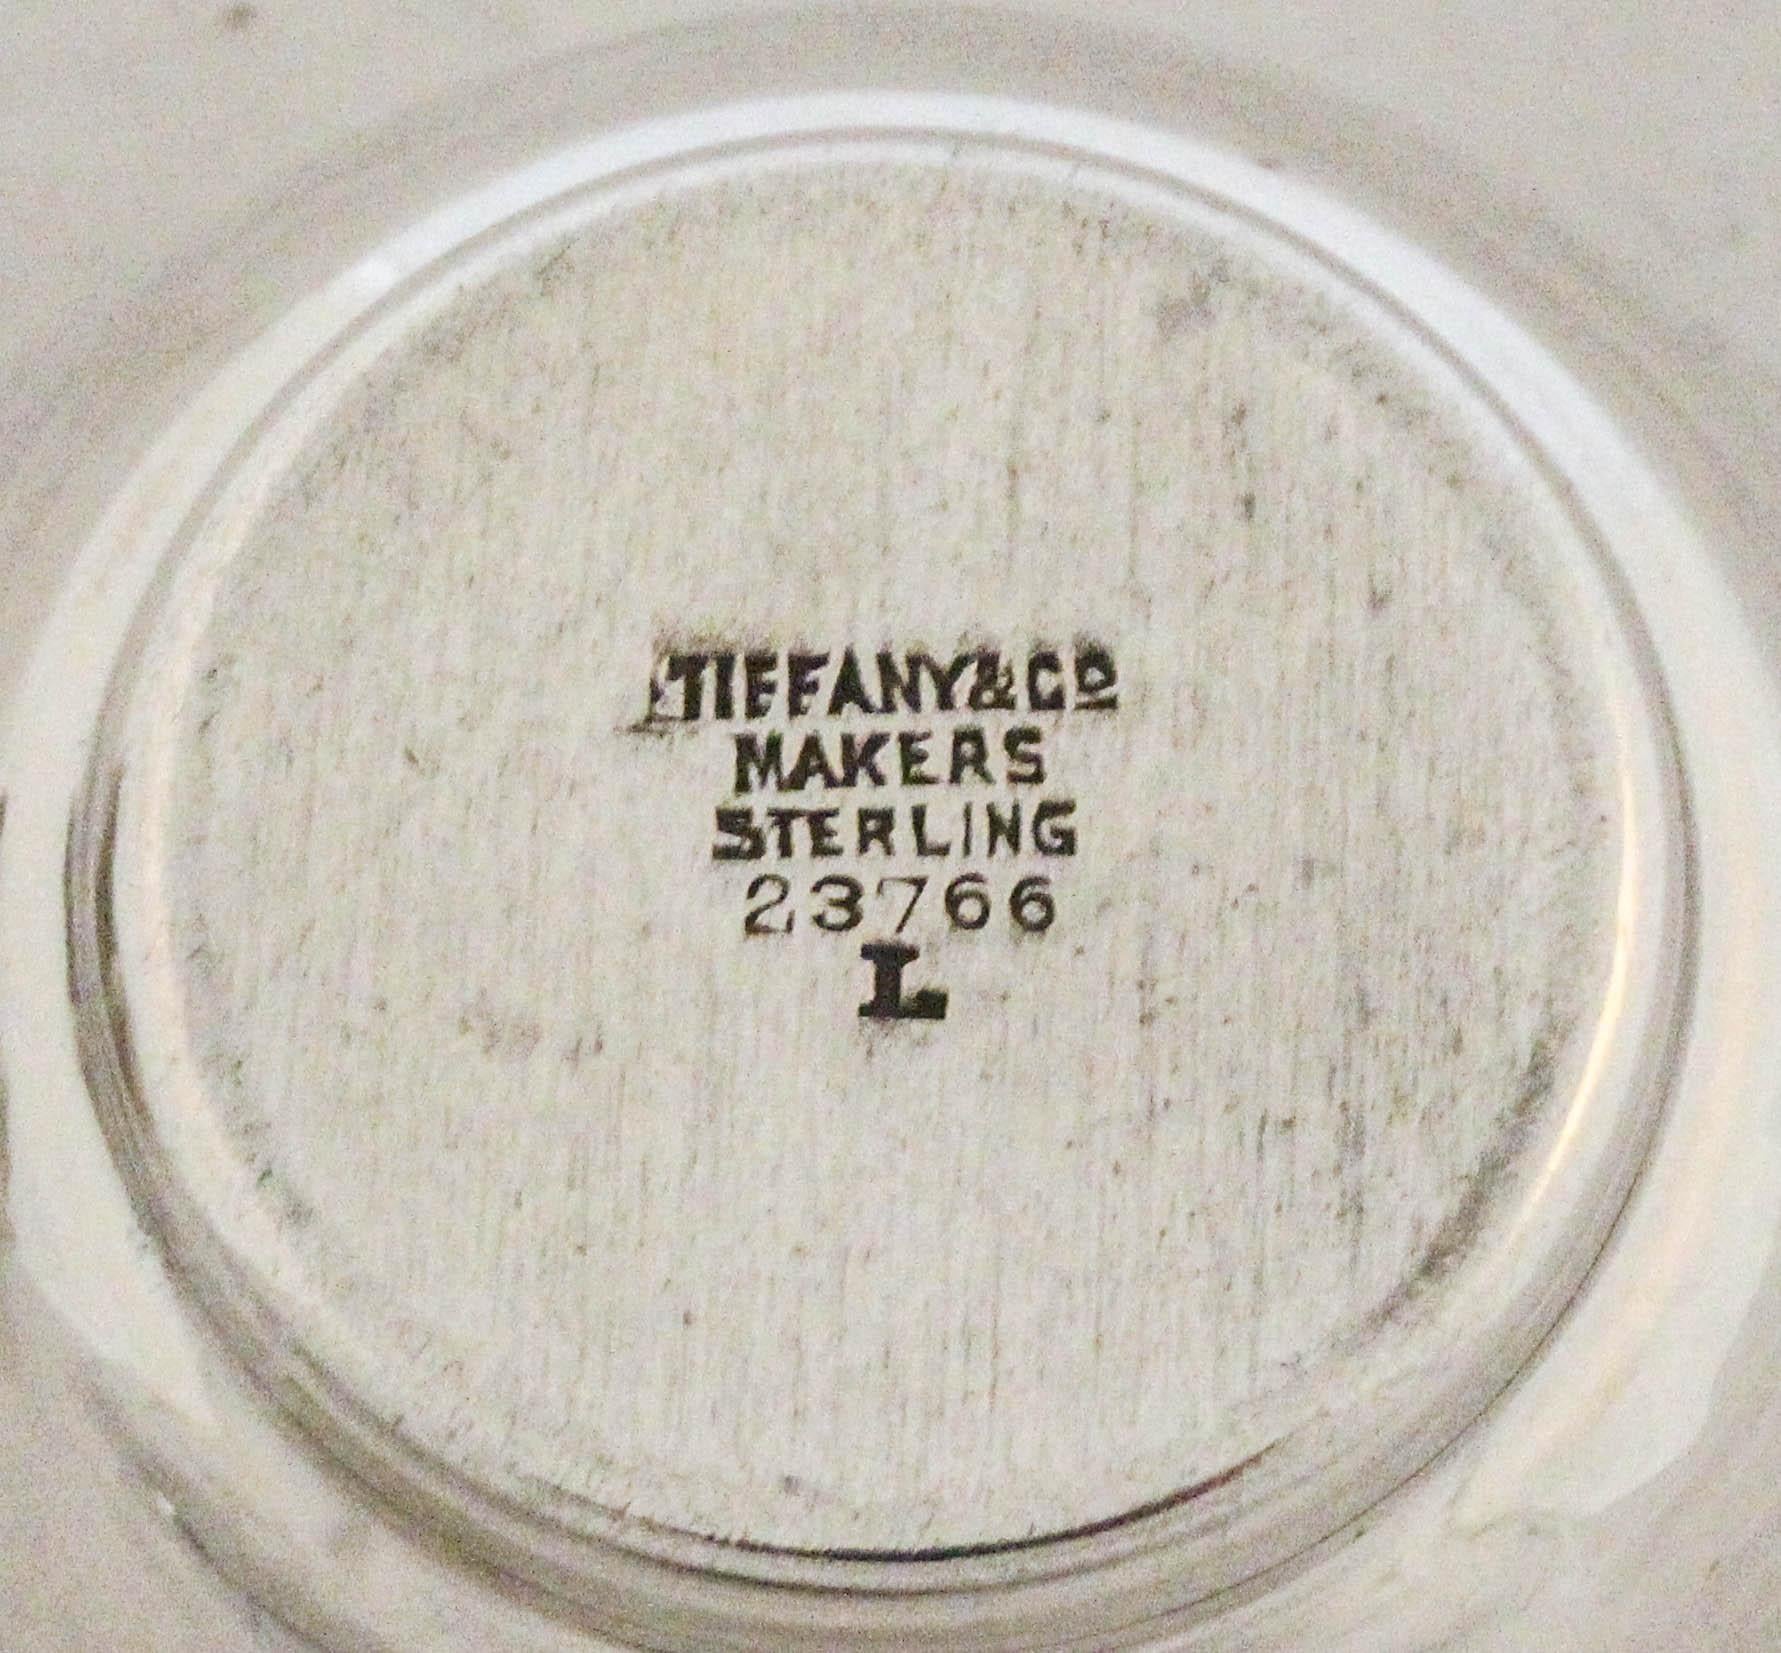 TIFFANY&Co
MAKERS
STERLING
23766
L